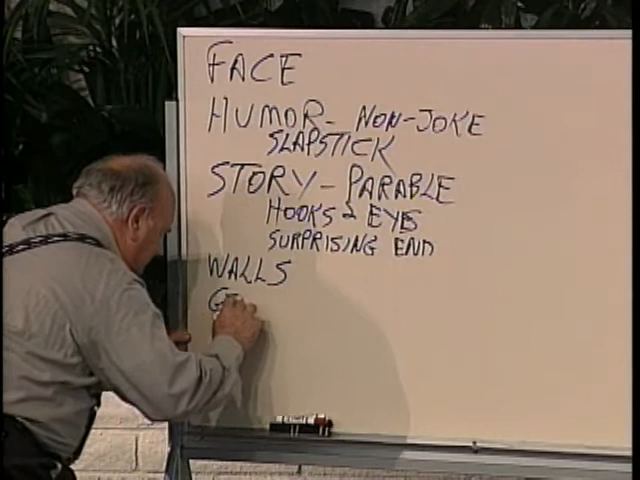 FACE
HUMOR- NON-JOKE
SLAPSTICK
STORY - PARABLE
HOOKS & EYES
SURPRISING END
WALLS
G